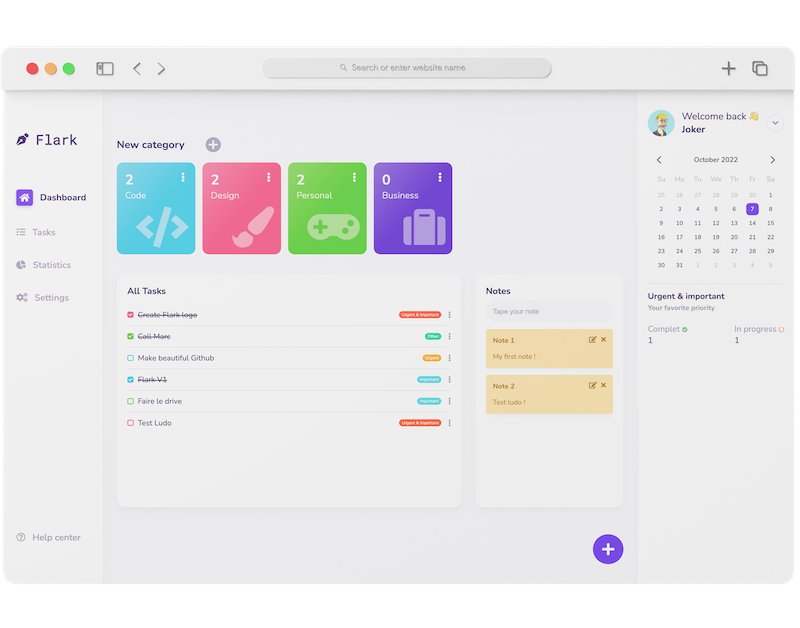 Search or enter website name
Flark
Dashboard
Tasks
Statistics
Settings
Help center
New category
2
Code
2
Design
2
Personal
0
Business
All Tasks
Create Flark logo
Urgent & Important
Call Marc
Other
Make beautiful Github
Urgent
Flark V1
Important
Faire le drive
Important
Test Ludo
Urgent & Important
Notes
Type your note
Note 1
My first note !
Note 2
Test ludo !
Welcome back 👋
Joker
October 2022
Su Mo Tu We Th Fr Sa
25 26 27 28 29 30 1
2 3 4 5 6 7 8
9 10 11 12 13 14 15
16 17 18 19 20 21 22
23 24 25 26 27 28 29
30 31 1 2 3 4 5
Urgent & important
Your favorite priority
Complet
1
In progress
1